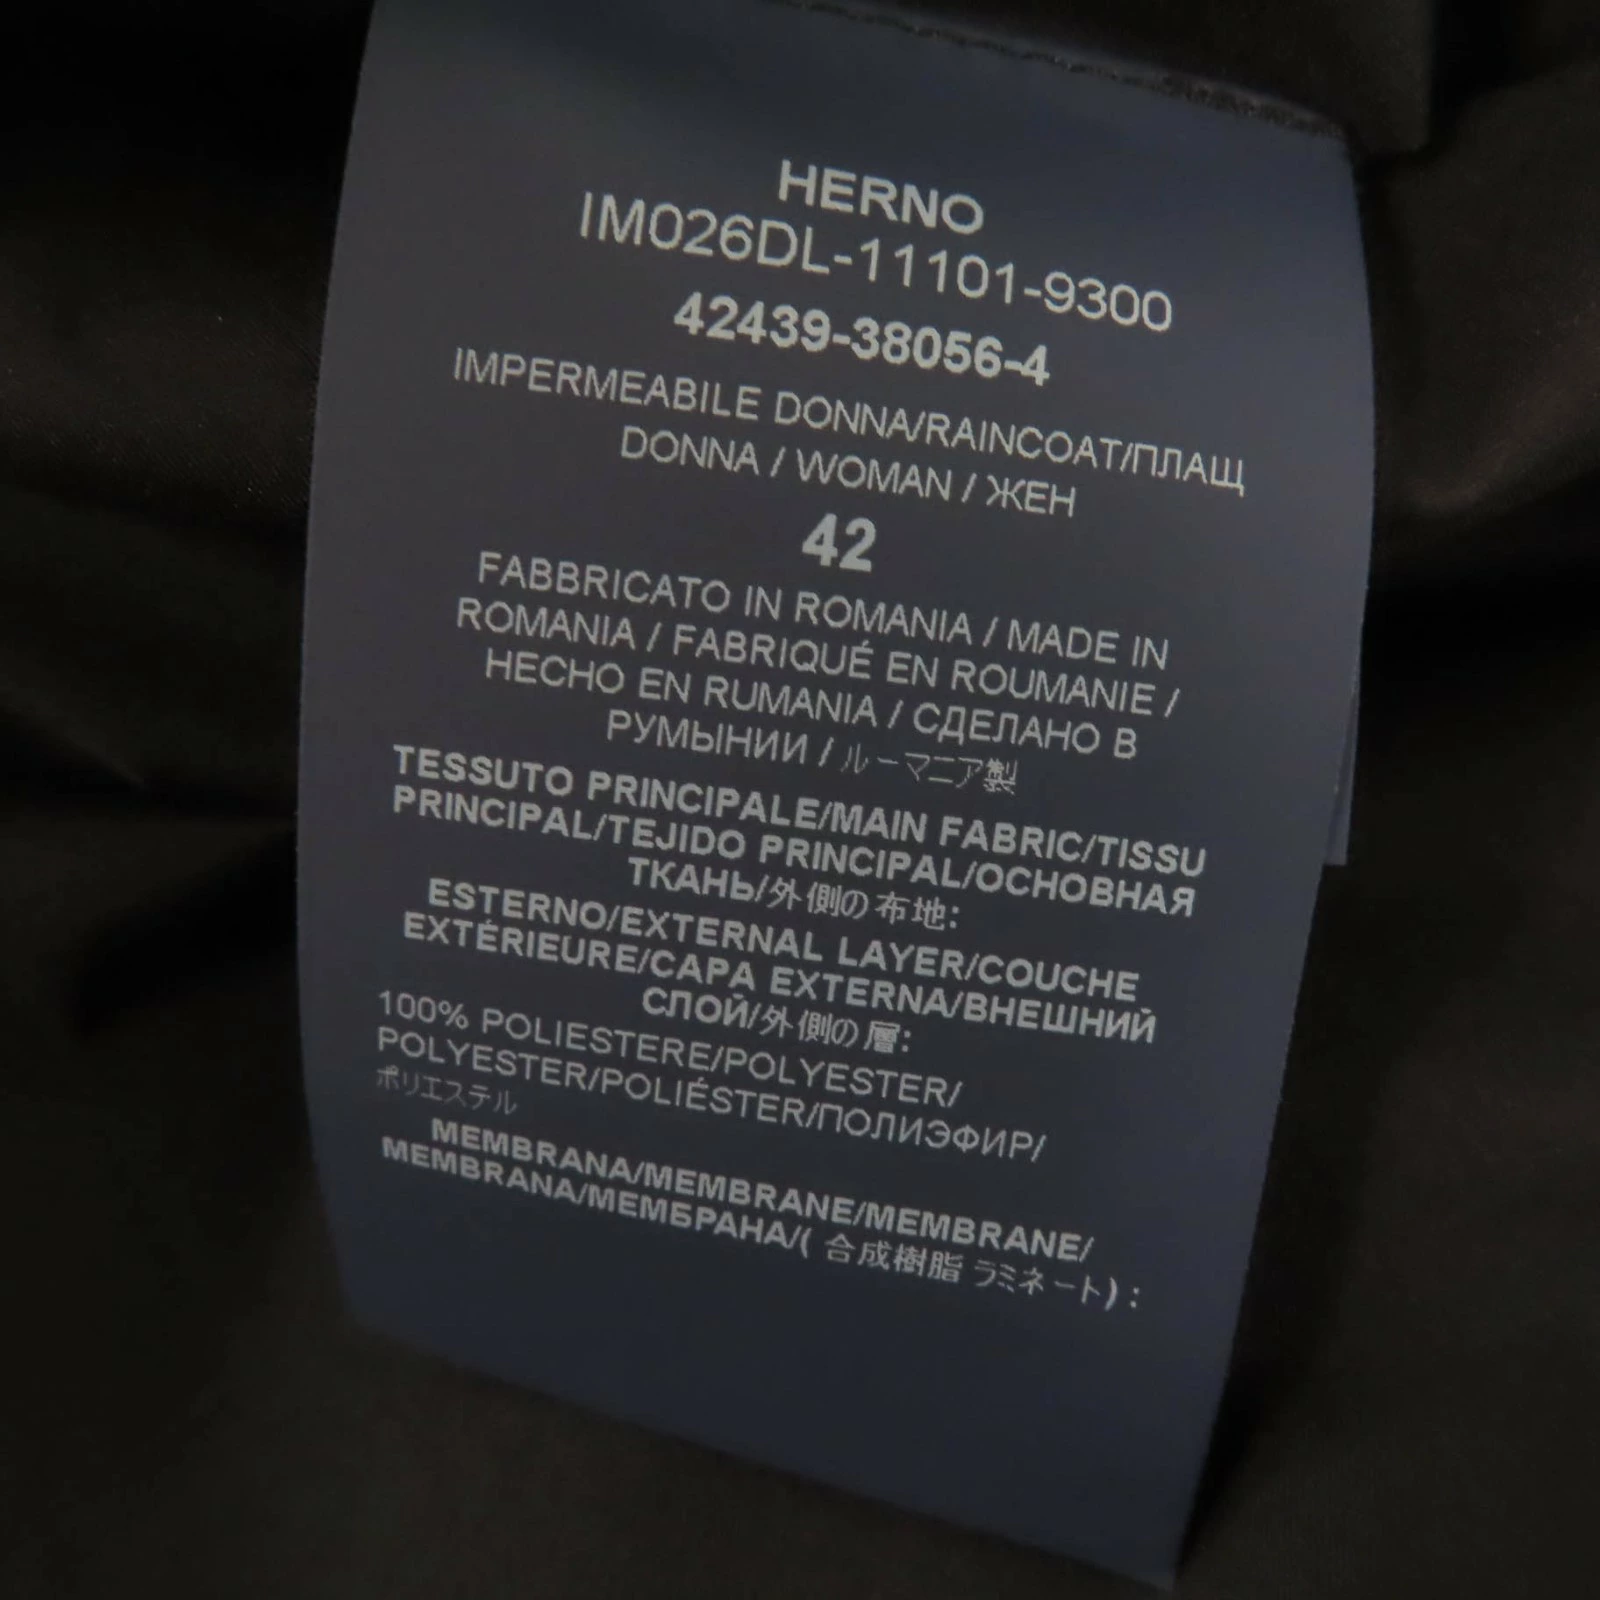 HERNO
IM026DL-11101-9300
42439-38056-4
IMPERMEABILE DONNA/RAINCOAT/ПЛАЩ
DONNA / WOMAN / ЖЕН
42
FABBRICATO IN ROMANIA / MADE IN
ROMANIA / FABRIQUÉ EN ROUMANIE /
HECHO EN RUMANIA / СДЕЛАНО В
РУМЫНИИ / ルーマニア製
TESSUTO PRINCIPALE/MAIN FABRIC/TISSU
PRINCIPAL/TEJIDO PRINCIPAL/ОСНОВНАЯ
ТКАНЬ/外側の布地:
ESTERNO/EXTERNAL LAYER/COUCHE
EXTÉRIEURE/CAPA EXTERNA/ВНЕШНИЙ
СЛОЙ/外側の層:
100% POLIESTERE/POLYESTER/
POLYESTER/POLIÉSTER/ПОЛИЭФИР/
ポリエステル
MEMBRANA/MEMBRANE/MEMBRANE/
MEMBRANA/МЕМБРАНА/( 合成樹脂 ラミネート) :